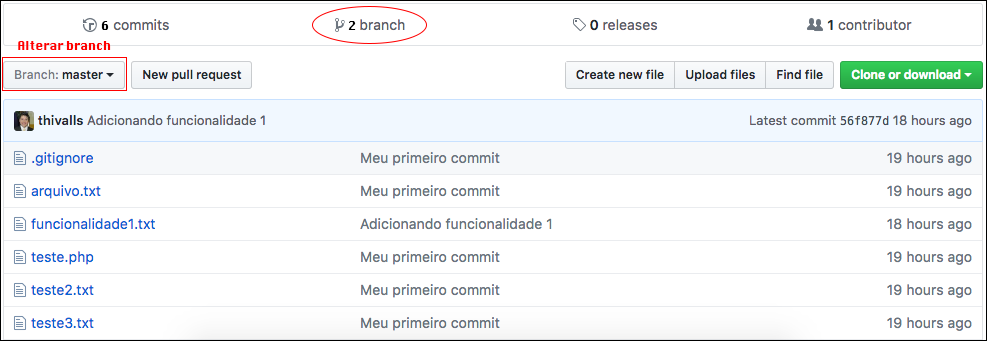 6 commits 2 branch 0 releases 1 contributor
Alterar branch
Branch: master New pull request Create new file Upload files Find file Clone or download
thivalls Adicionando funcionalidade 1 Latest commit 56f877d 18 hours ago
.gitignore Meu primeiro commit 19 hours ago
arquivo.txt Meu primeiro commit 19 hours ago
funcionalidade1.txt Adicionando funcionalidade 1 18 hours ago
teste.php Meu primeiro commit 19 hours ago
teste2.txt Meu primeiro commit 19 hours ago
teste3.txt Meu primeiro commit 19 hours ago